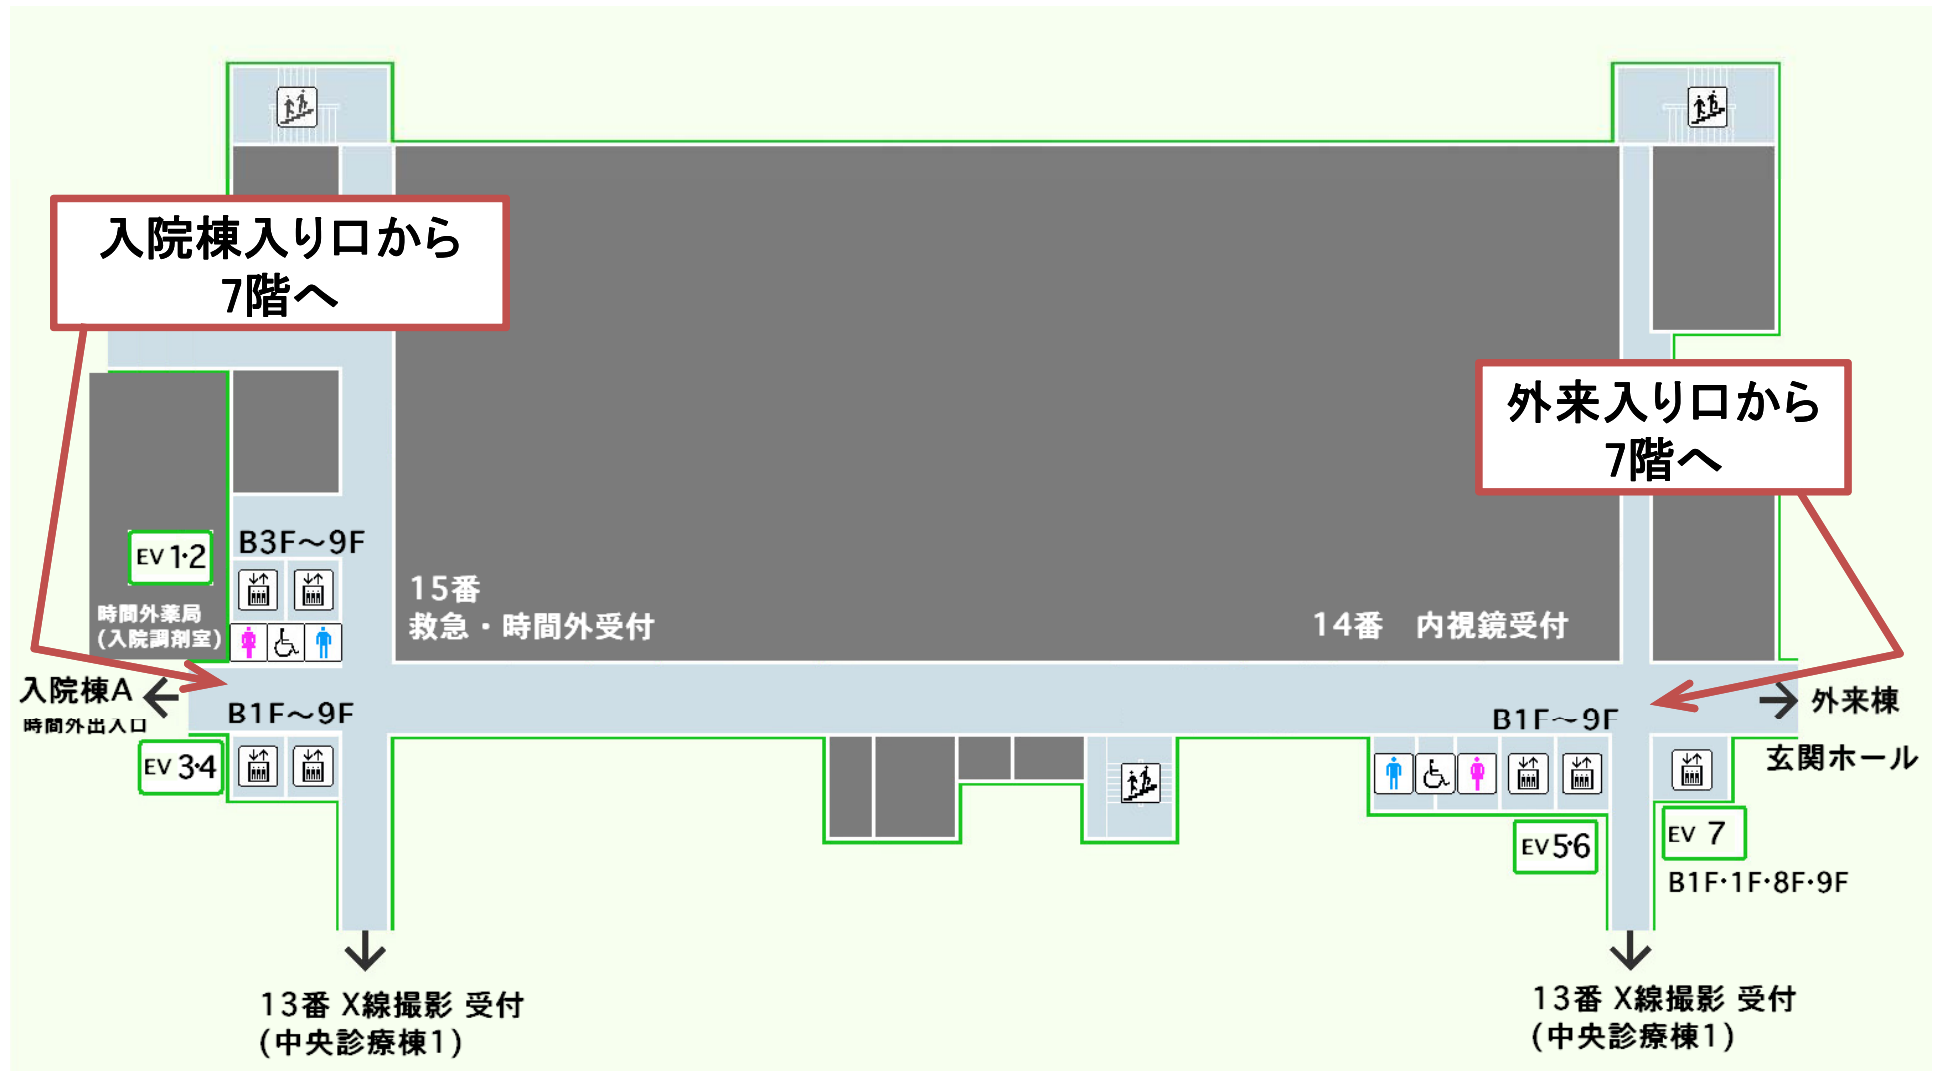 入院棟入り口から
7階へ
外来入り口から
7階へ
EV 1・2
B3F～9F
時間外薬局
(入院調剤室)
15番
救急・時間外受付
14番　内視鏡受付
入院棟A
時間外出入口
B1F～9F
EV 3・4
B1F～9F
外来棟
玄関ホール
EV 5・6
EV 7
B1F・1F・8F・9F
13番 X線撮影 受付
(中央診療棟1)
13番 X線撮影 受付
(中央診療棟1)